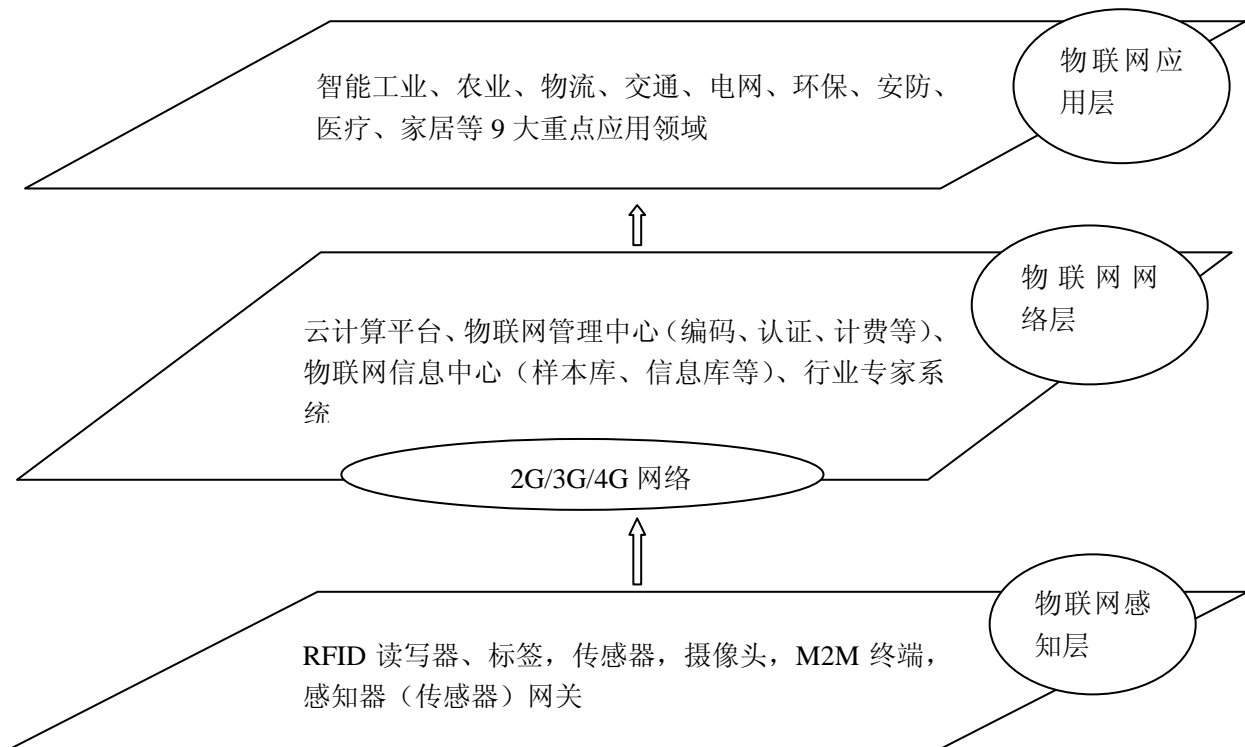 智能工业、农业、物流、交通、电网、环保、安防、
医疗、家居等 9 大重点应用领域
物联网应
用层
云计算平台、物联网管理中心（编码、认证、计费等）、
物联网信息中心（样本库、信息库等）、行业专家系
统
物联网网
络层
2G/3G/4G 网络
RFID 读写器、标签，传感器，摄像头，M2M 终端，
感知器（传感器）网关
物联网感
知层